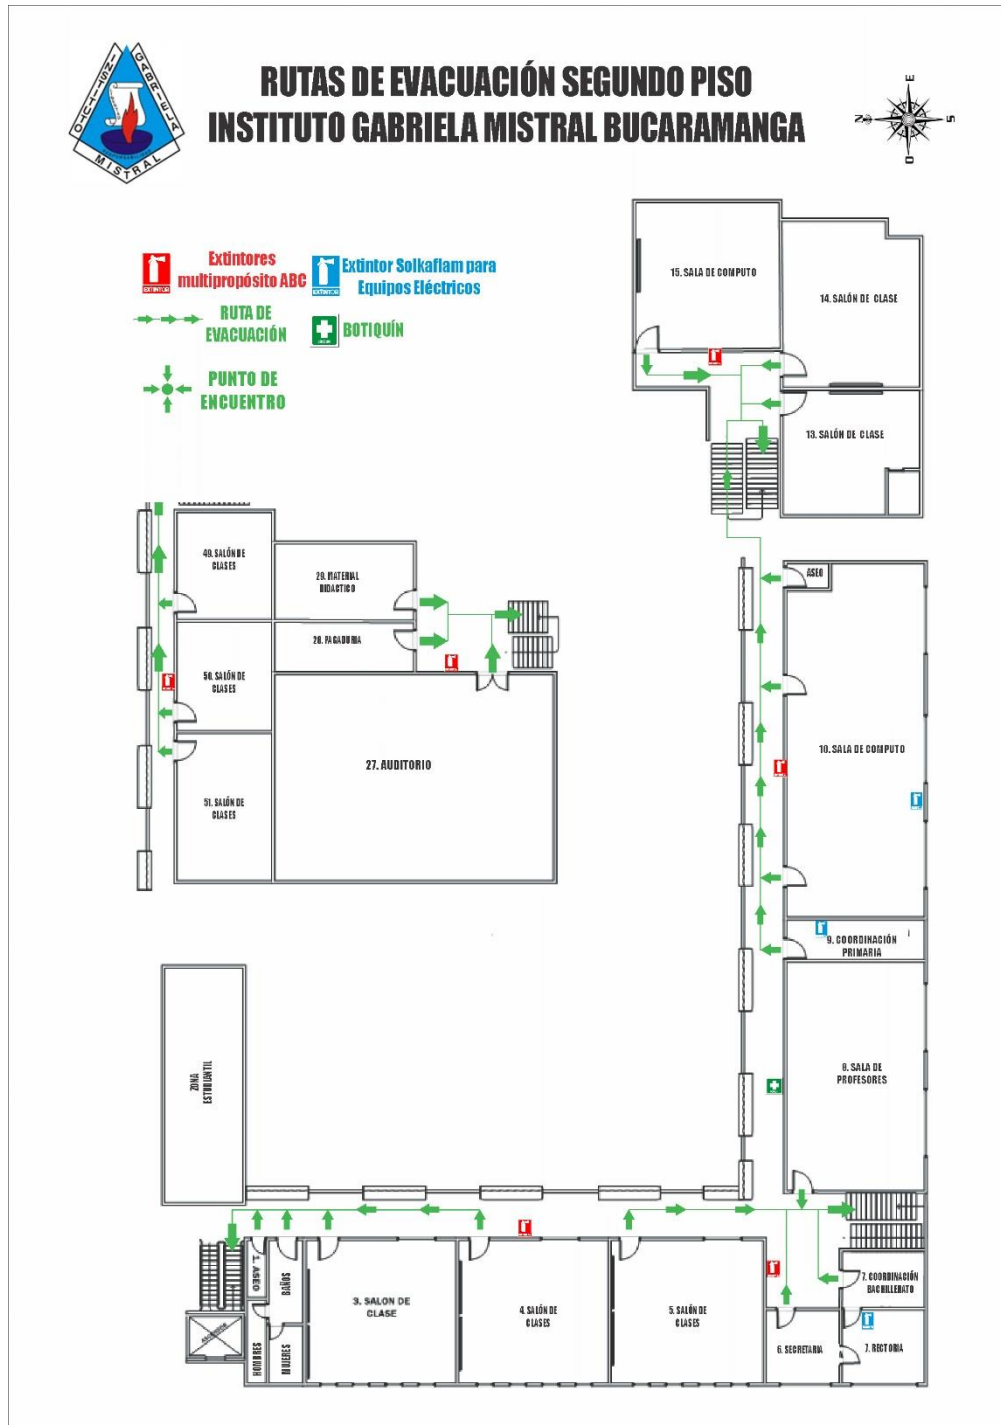 RUTAS DE EVACUACIÓN SEGUNDO PISO
INSTITUTO GABRIELA MISTRAL BUCARAMANGA
INSTITUTO
GABRIELA
MISTRAL
E
N
S
O
Extintores
multipropósito ABC
EXTINTOR
Extintor Solkaflam para
Equipos Eléctricos
EXTINTOR
RUTA DE
EVACUACIÓN
BOTIQUÍN
PUNTO DE
ENCUENTRO
15. SALA DE COMPUTO
14. SALÓN DE CLASE
13. SALÓN DE CLASE
49. SALÓN DE
CLASES
29. MATERIAL
DIDACTICO
28. PAGADURIA
50. SALÓN DE
CLASES
27. AUDITORIO
51. SALÓN DE
CLASES
ASEO
10. SALA DE COMPUTO
9. COORDINACIÓN
PRIMARIA
8. SALA DE
PROFESORES
ZONA
ESTUDIANTIL
1. ASEO
BAÑOS
3. SALON DE
CLASE
4. SALÓN DE
CLASES
5. SALÓN DE
CLASES
7. COORDINACIÓN
BACHILLERATO
6. SECRETARIA
7. RECTORIA
ASCENSOR
HOMBRES
MUJERES